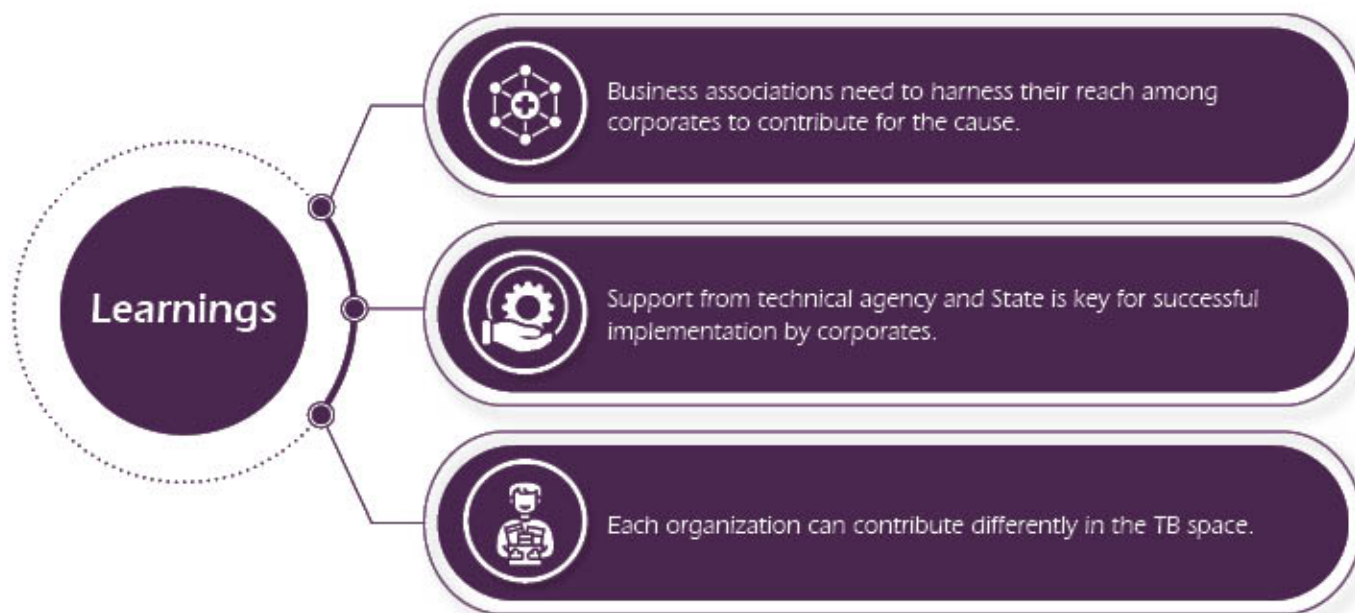 Learnings
Business associations need to harness their reach among
corporates to contribute for the cause.
Support from technical agency and State is key for successful
implementation by corporates.
Each organization can contribute differently in the TB space.